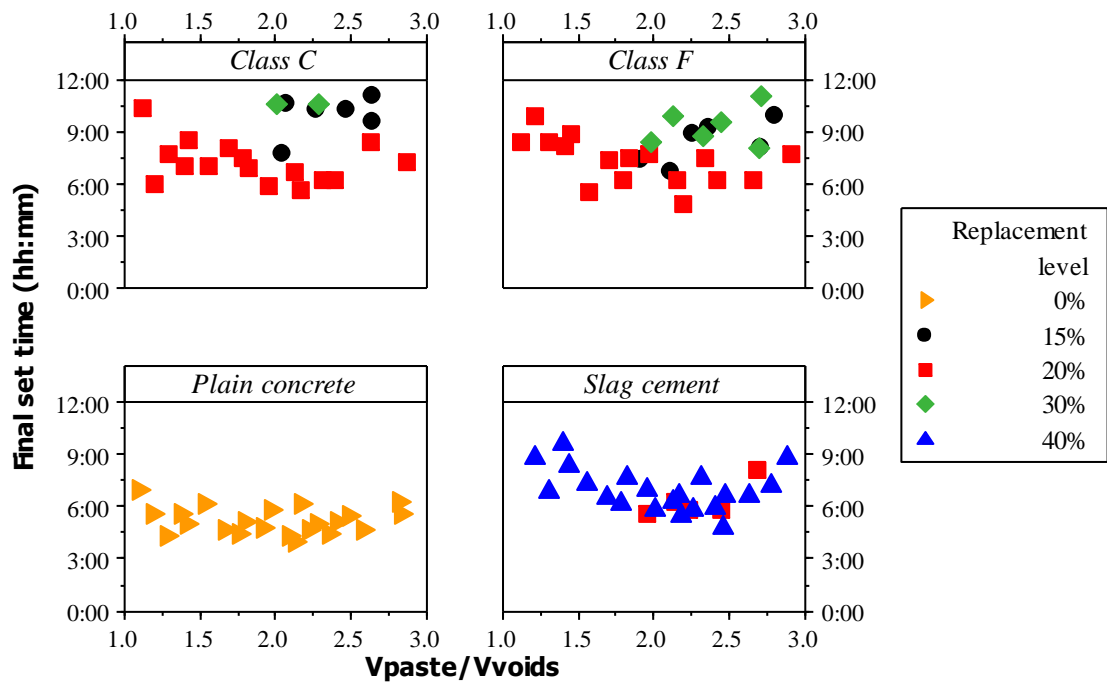 1.0 1.5 2.0 2.5 3.0
1.0 1.5 2.0 2.5 3.0
Class C
Class F
12:00
9:00
6:00
3:00
0:00
12:00
9:00
6:00
3:00
0:00
Plain concrete
Slag cement
12:00
9:00
6:00
3:00
0:00
12:00
9:00
6:00
3:00
0:00
1.0 1.5 2.0 2.5 3.0
1.0 1.5 2.0 2.5 3.0
Final set time (hh:mm)
Vpaste/Vvoids
Replacement
level
0%
15%
20%
30%
40%